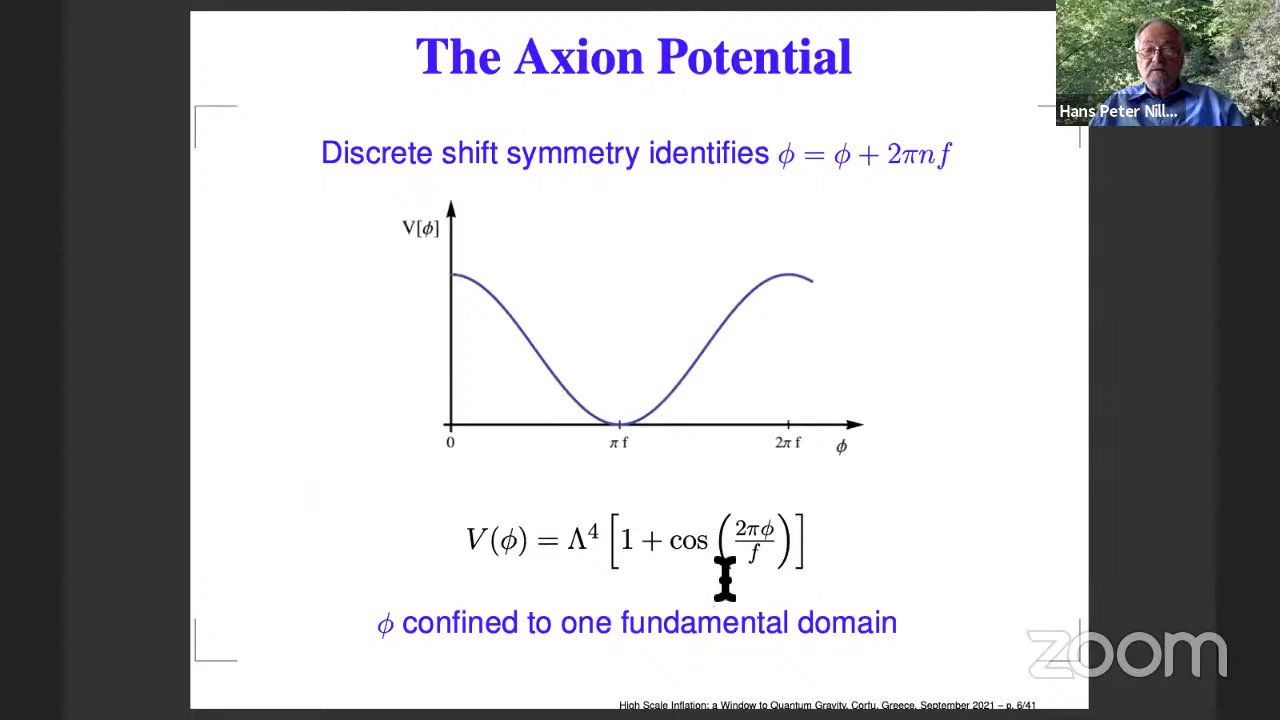 The Axion Potential
Hans Peter Nill...
Discrete shift symmetry identifies ϕ = ϕ + 2πnf
V[ϕ]
0
π f
2π f
ϕ
V(ϕ) = Λ⁴ [1 + cos (2πϕ/f)]
ϕ confined to one fundamental domain
zoom
High Scale Inflation: a Window to Quantum Gravity, Corfu, Greece, September 2021 – p. 6/41